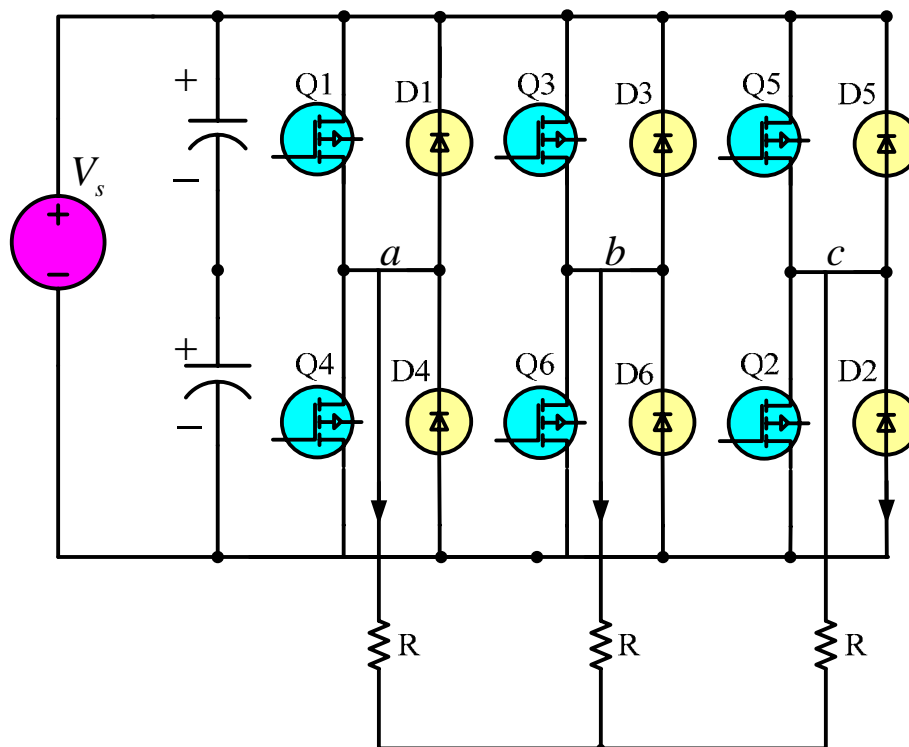 +
Q1
D1
Q3
D3
Q5
D5
−
Vs
+
−
a
b
c
+
Q4
D4
Q6
D6
Q2
D2
−
R
R
R